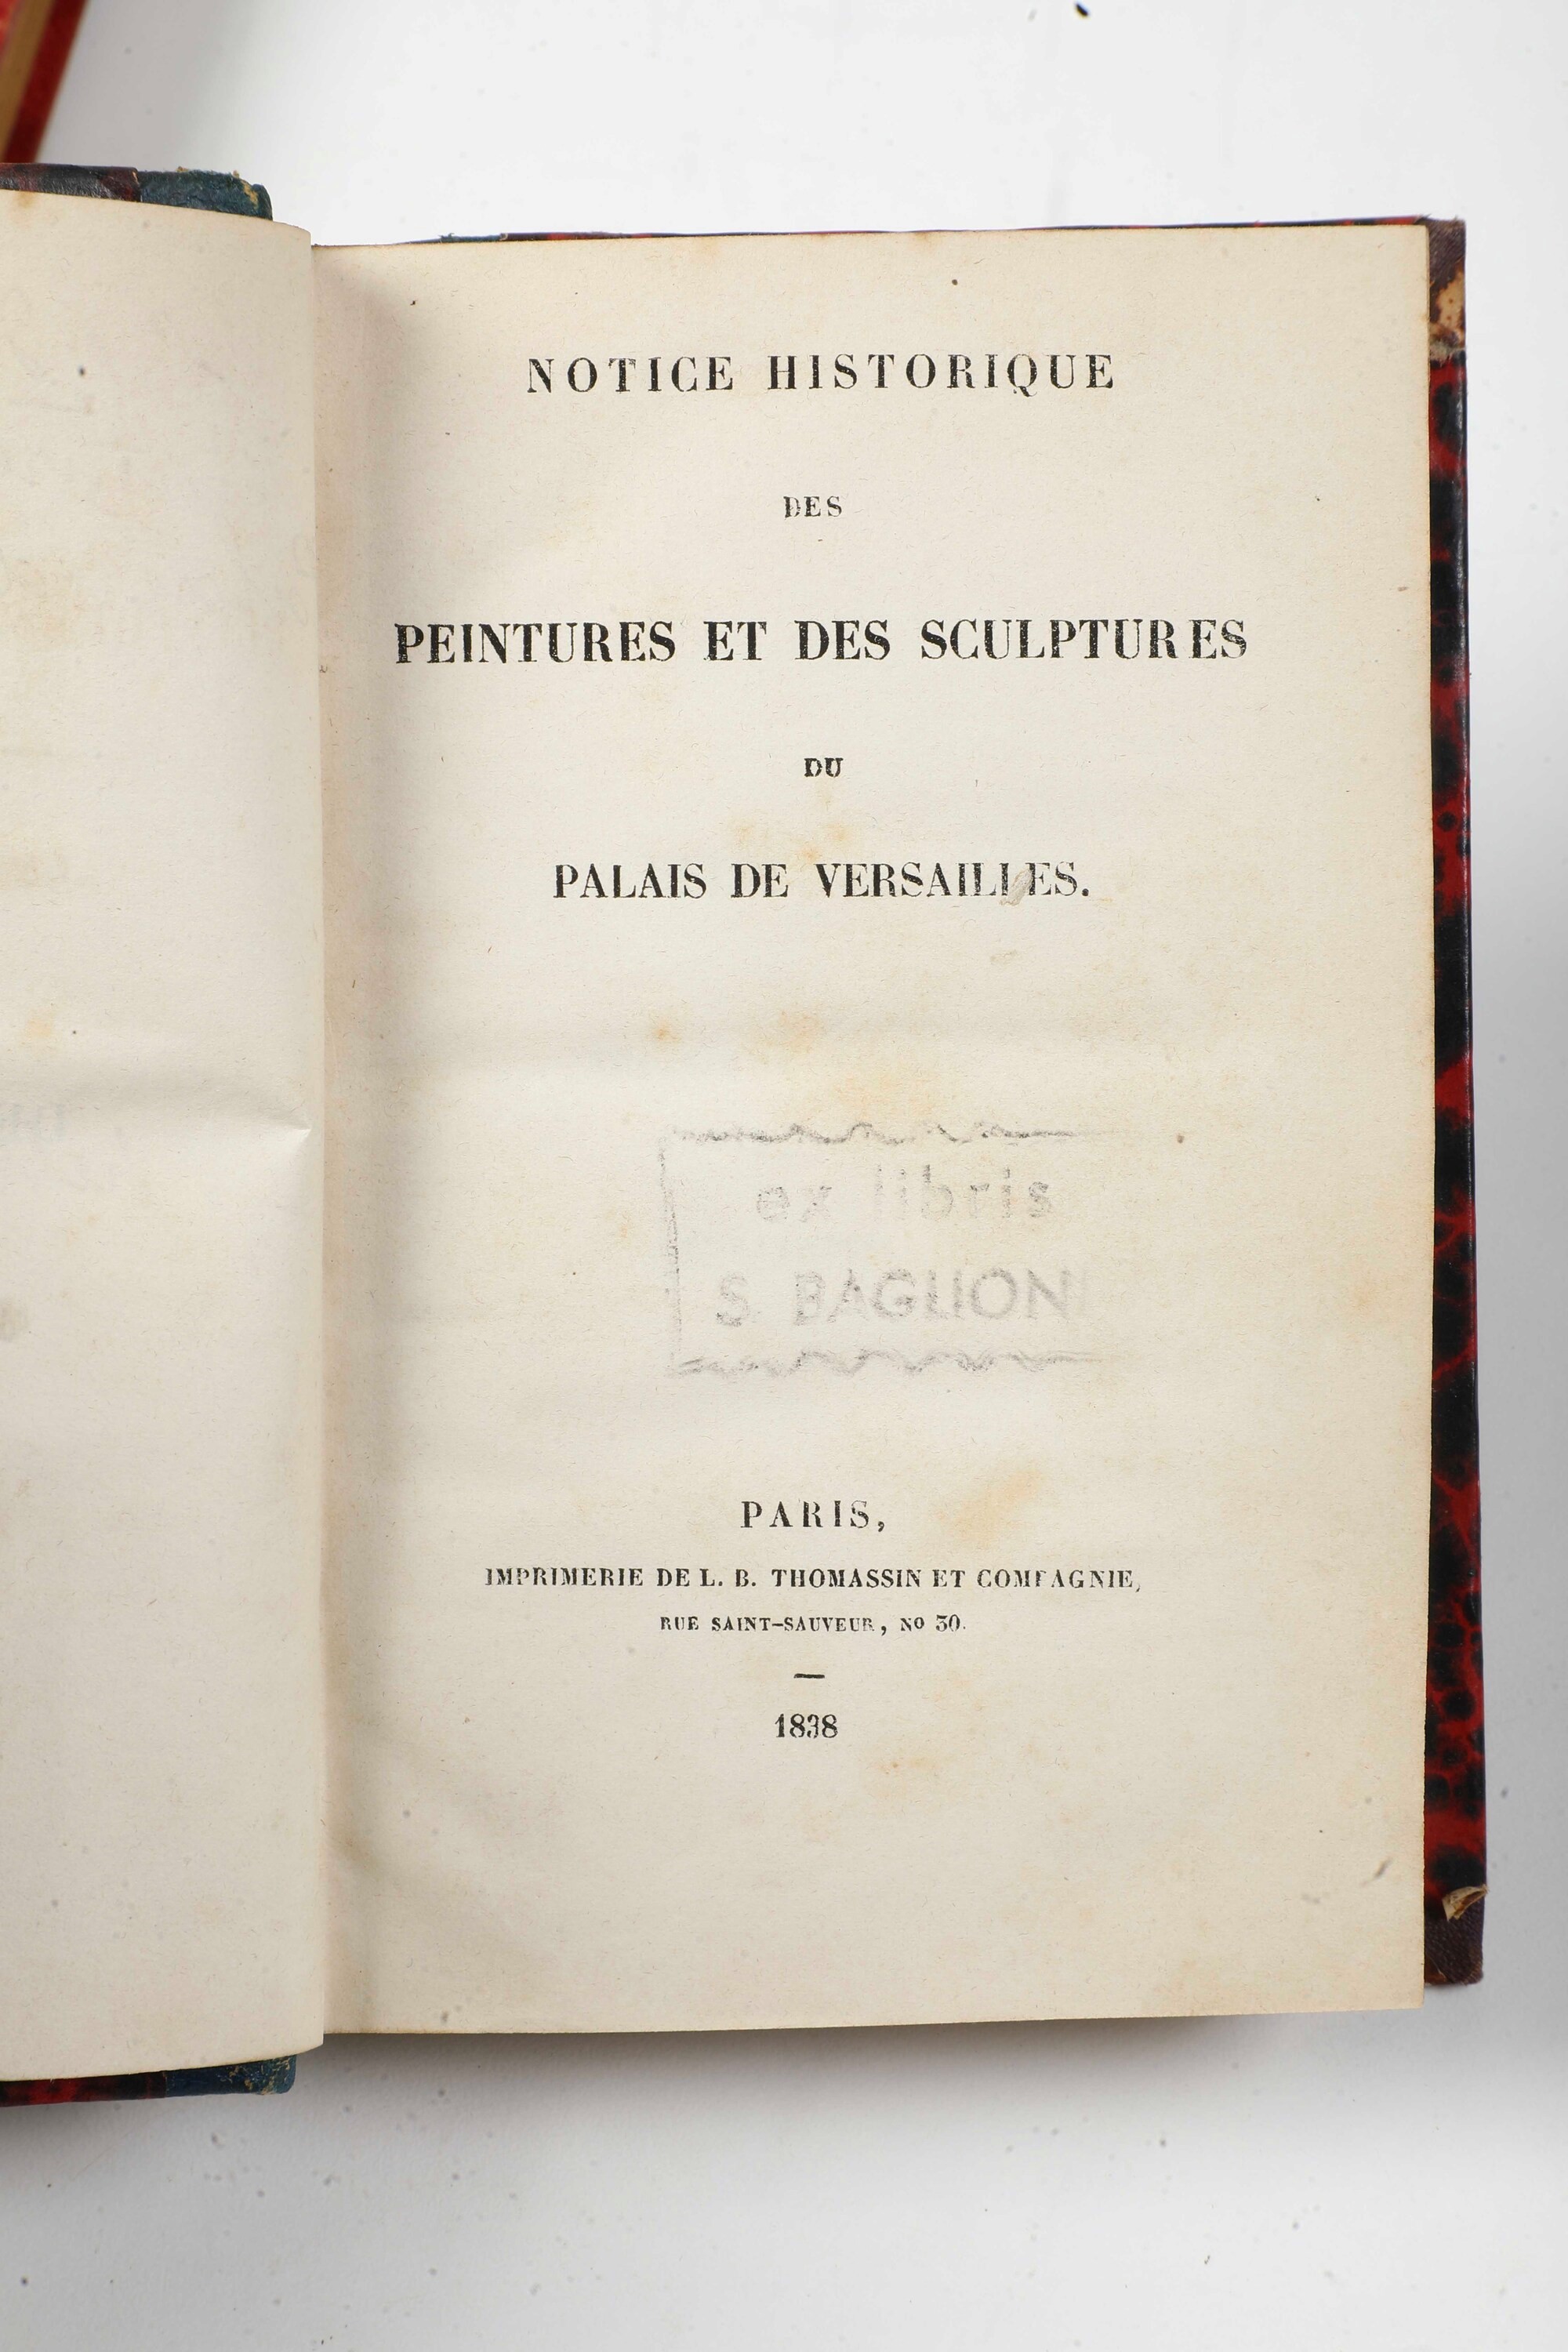 NOTICE HISTORIQUE
DES
PEINTURES ET DES SCULPTURES
DU
PALAIS DE VERSAILLES.
ex libris
S. BAGLION
PARIS,
IMPRIMERIE DE L. B. THOMASSIN ET COMPAGNIE,
RUE SAINT-SAUVEUR, No 30.
1838